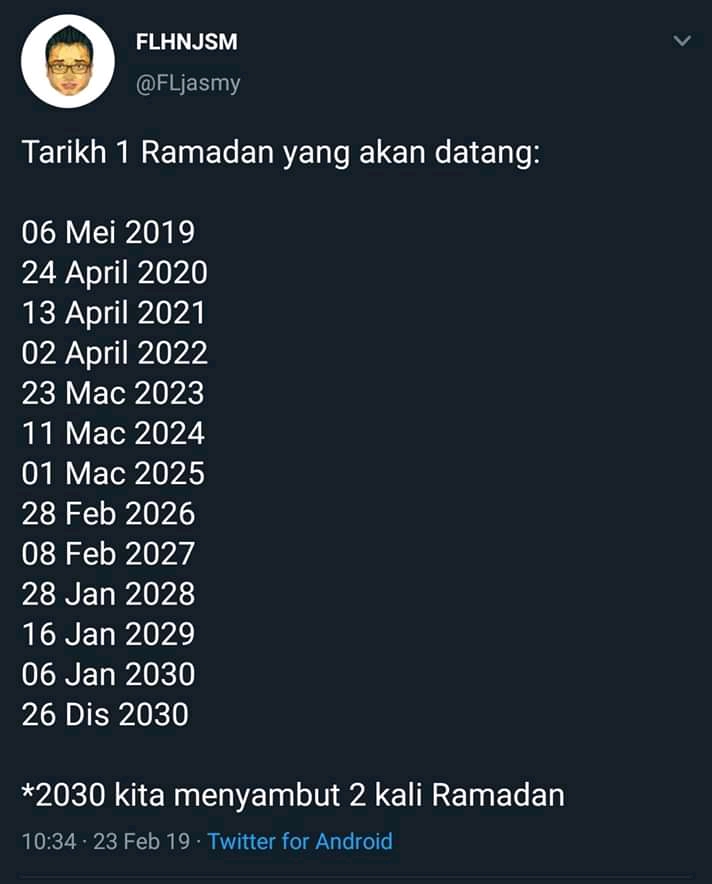 FLHNJSM
@FLjasmy
Tarikh 1 Ramadan yang akan datang:
06 Mei 2019
24 April 2020
13 April 2021
02 April 2022
23 Mac 2023
11 Mac 2024
01 Mac 2025
28 Feb 2026
08 Feb 2027
28 Jan 2028
16 Jan 2029
06 Jan 2030
26 Dis 2030
*2030 kita menyambut 2 kali Ramadan
10:34 · 23 Feb 19 · Twitter for Android